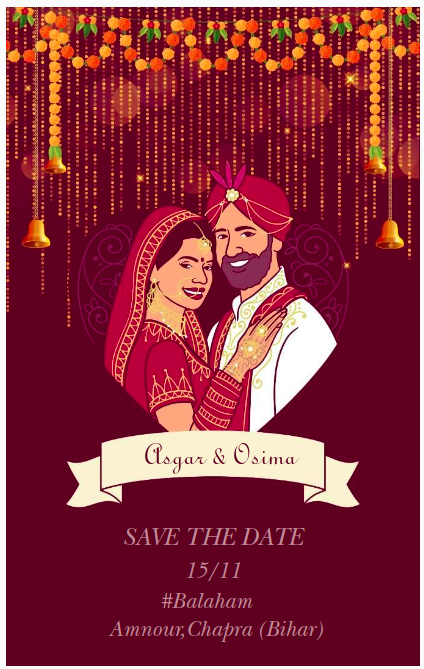 Asgar & Osima
SAVE THE DATE
15/11
#Balaham
Amnour,Chapra (Bihar)